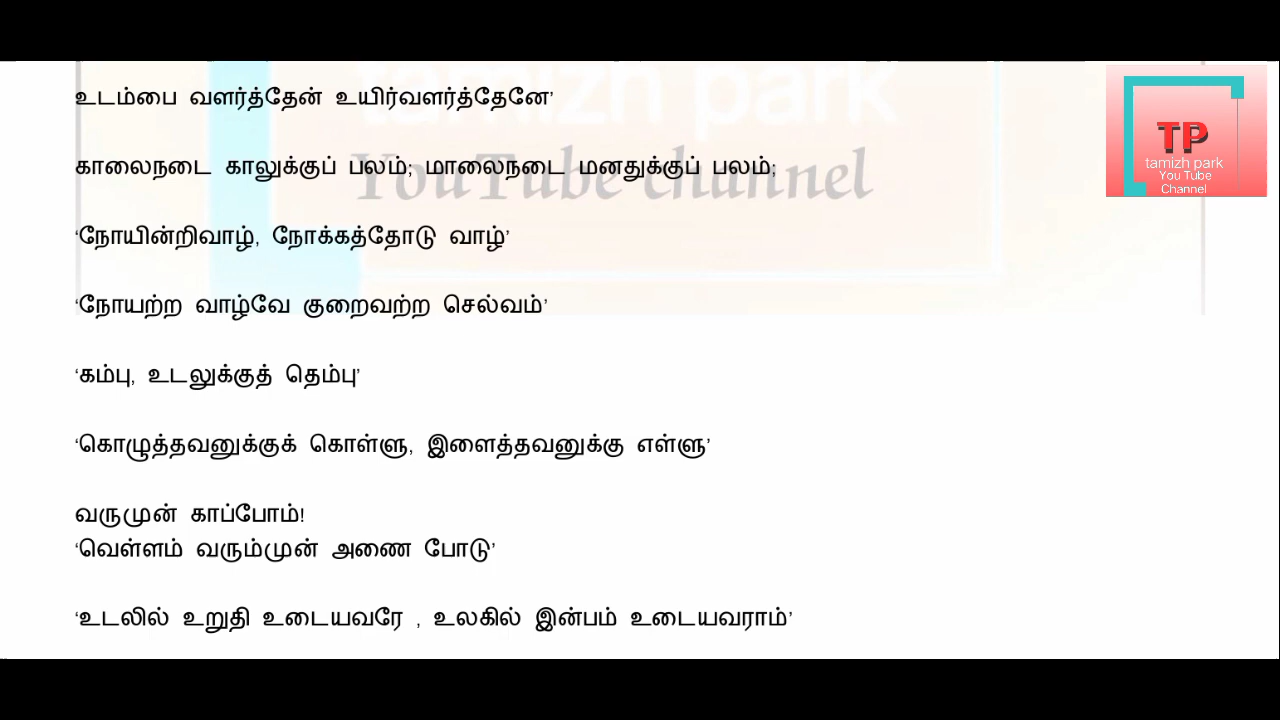 tamizh park
YouTube channel
TP
tamizh park
You Tube
Channel
உடம்பை வளர்த்தேன் உயிர்வளர்த்தேனே’
காலைநடை காலுக்குப் பலம்; மாலைநடை மனதுக்குப் பலம்;
‘நோயின்றிவாழ், நோக்கத்தோடு வாழ்’
‘நோயற்ற வாழ்வே குறைவற்ற செல்வம்’
‘கம்பு, உடலுக்குத் தெம்பு’
‘கொழுத்தவனுக்குக் கொள்ளு, இளைத்தவனுக்கு எள்ளு’
வருமுன் காப்போம்!
‘வெள்ளம் வரும்முன் அணை போடு’
‘உடலில் உறுதி உடையவரே , உலகில் இன்பம் உடையவராம்’